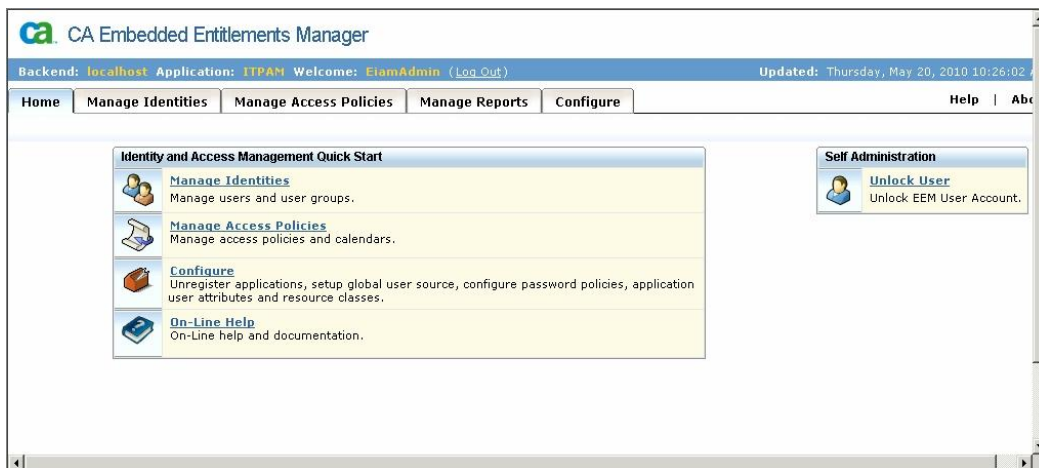 ca CA Embedded Entitlements Manager
Backend: localhost Application: ITPAM Welcome: EiamAdmin (Log Out) Updated: Thursday, May 20, 2010 10:26:02
Home Manage Identities Manage Access Policies Manage Reports Configure Help |
Identity and Access Management Quick Start
Manage Identities
Manage users and user groups.
Manage Access Policies
Manage access policies and calendars.
Configure
Unregister applications, setup global user source, configure password policies, application
user attributes and resource classes.
On-Line Help
On-Line help and documentation.
Self Administration
Unlock User
Unlock EEM User Account.